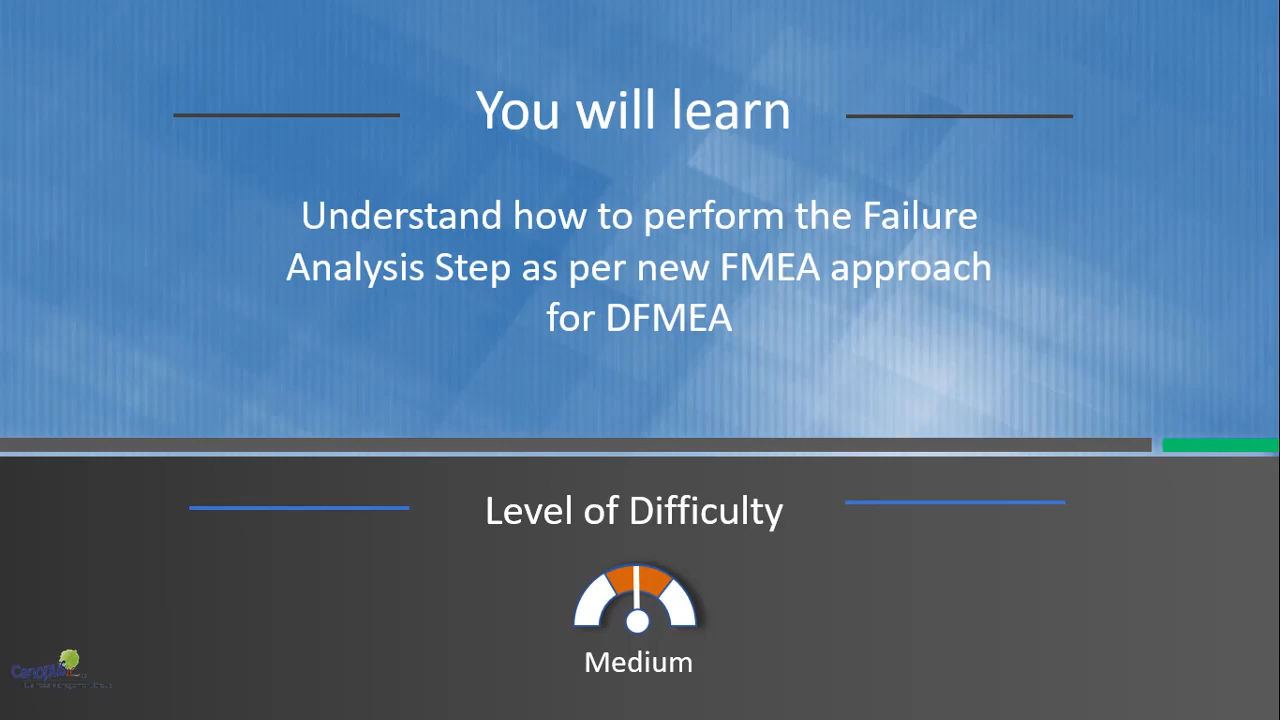 You will learn
Understand how to perform the Failure
Analysis Step as per new FMEA approach
for DFMEA
Level of Difficulty
Medium
Canopus